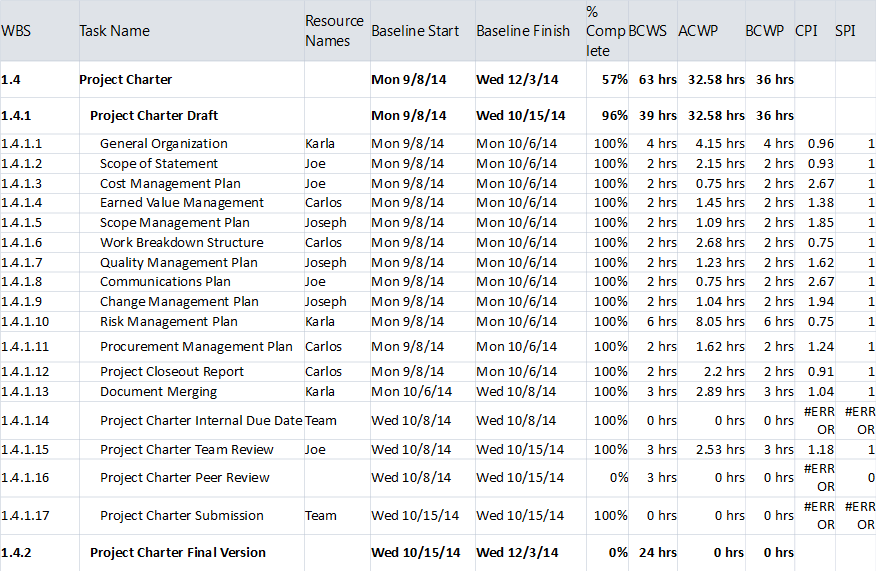 WBS Task Name Resource Names Baseline Start Baseline Finish % Comp lete BCWS ACWP BCWP CPI SPI
1.4 Project Charter Mon 9/8/14 Wed 12/3/14 57% 63 hrs 32.58 hrs 36 hrs
1.4.1 Project Charter Draft Mon 9/8/14 Wed 10/15/14 96% 39 hrs 32.58 hrs 36 hrs
1.4.1.1 General Organization Karla Mon 9/8/14 Mon 10/6/14 100% 4 hrs 4.15 hrs 4 hrs 0.96 1
1.4.1.2 Scope of Statement Joe Mon 9/8/14 Mon 10/6/14 100% 2 hrs 2.15 hrs 2 hrs 0.93 1
1.4.1.3 Cost Management Plan Joe Mon 9/8/14 Mon 10/6/14 100% 2 hrs 0.75 hrs 2 hrs 2.67 1
1.4.1.4 Earned Value Management Carlos Mon 9/8/14 Mon 10/6/14 100% 2 hrs 1.45 hrs 2 hrs 1.38 1
1.4.1.5 Scope Management Plan Joseph Mon 9/8/14 Mon 10/6/14 100% 2 hrs 1.09 hrs 2 hrs 1.85 1
1.4.1.6 Work Breakdown Structure Carlos Mon 9/8/14 Mon 10/6/14 100% 2 hrs 2.68 hrs 2 hrs 0.75 1
1.4.1.7 Quality Management Plan Joseph Mon 9/8/14 Mon 10/6/14 100% 2 hrs 1.23 hrs 2 hrs 1.62 1
1.4.1.8 Communications Plan Joe Mon 9/8/14 Mon 10/6/14 100% 2 hrs 0.75 hrs 2 hrs 2.67 1
1.4.1.9 Change Management Plan Joseph Mon 9/8/14 Mon 10/6/14 100% 2 hrs 1.04 hrs 2 hrs 1.94 1
1.4.1.10 Risk Management Plan Karla Mon 9/8/14 Mon 10/6/14 100% 6 hrs 8.05 hrs 6 hrs 0.75 1
1.4.1.11 Procurement Management Plan Carlos Mon 9/8/14 Mon 10/6/14 100% 2 hrs 1.62 hrs 2 hrs 1.24 1
1.4.1.12 Project Closeout Report Carlos Mon 9/8/14 Mon 10/6/14 100% 2 hrs 2.2 hrs 2 hrs 0.91 1
1.4.1.13 Document Merging Karla Mon 10/6/14 Wed 10/8/14 100% 3 hrs 2.89 hrs 3 hrs 1.04 1
1.4.1.14 Project Charter Internal Due Date Team Wed 10/8/14 Wed 10/8/14 100% 0 hrs 0 hrs 0 hrs #ERR OR #ERR OR
1.4.1.15 Project Charter Team Review Joe Wed 10/8/14 Wed 10/15/14 100% 3 hrs 2.53 hrs 3 hrs 1.18 1
1.4.1.16 Project Charter Peer Review Wed 10/8/14 Wed 10/15/14 0% 3 hrs 0 hrs 0 hrs #ERR OR 0
1.4.1.17 Project Charter Submission Team Wed 10/15/14 Wed 10/15/14 100% 0 hrs 0 hrs 0 hrs #ERR OR #ERR OR
1.4.2 Project Charter Final Version Wed 10/15/14 Wed 12/3/14 0% 24 hrs 0 hrs 0 hrs